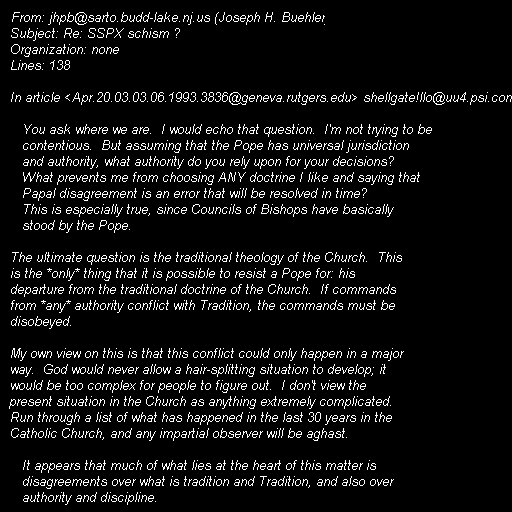 From: jhpb@sarto.budd-lake.nj.us (Joseph H. Buehler
Subject: Re: SSPX schism ?
Organization: none
Lines: 138
In article <Apr.20.03.03.06.1993.3836@geneva.rutgers.edu> shellgate!llo@uu4.psi.com
You ask where we are. I would echo that question. I'm not trying to be
contentious. But assuming that the Pope has universal jurisdiction
and authority, what authority do you rely upon for your decisions?
What prevents me from choosing ANY doctrine I like and saying that
Papal disagreement is an error that will be resolved in time?
This is especially true, since Councils of Bishops have basically
stood by the Pope.
The ultimate question is the traditional theology of the Church. This
is the *only* thing that it is possible to resist a Pope for: his
departure from the traditional doctrine of the Church. If commands
from *any* authority conflict with Tradition, the commands must be
disobeyed.
My own view on this is that this conflict could only happen in a major
way. God would never allow a hair-splitting situation to develop; it
would be too complex for people to figure out. I don't view the
present situation in the Church as anything extremely complicated.
Run through a list of what has happened in the last 30 years in the
Catholic Church, and any impartial observer will be aghast.
It appears that much of what lies at the heart of this matter is
disagreements over what is tradition and Tradition, and also over
authority and discipline.